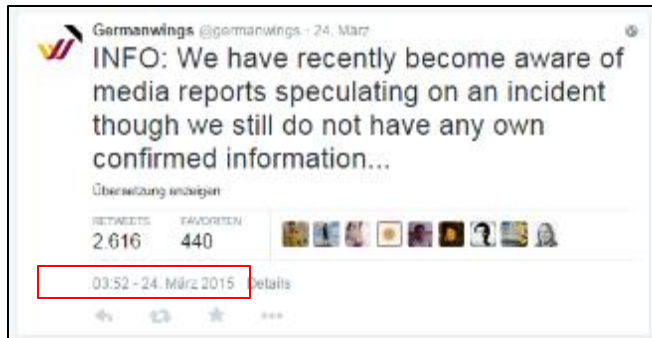 Germanwings @germanwings · 24. März
INFO: We have recently become aware of
media reports speculating on an incident
though we still do not have any own
confirmed information...
Übersetzung anzeigen
RETWEETS FAVORITEN
2.616 440
03:52 - 24. März 2015 Details